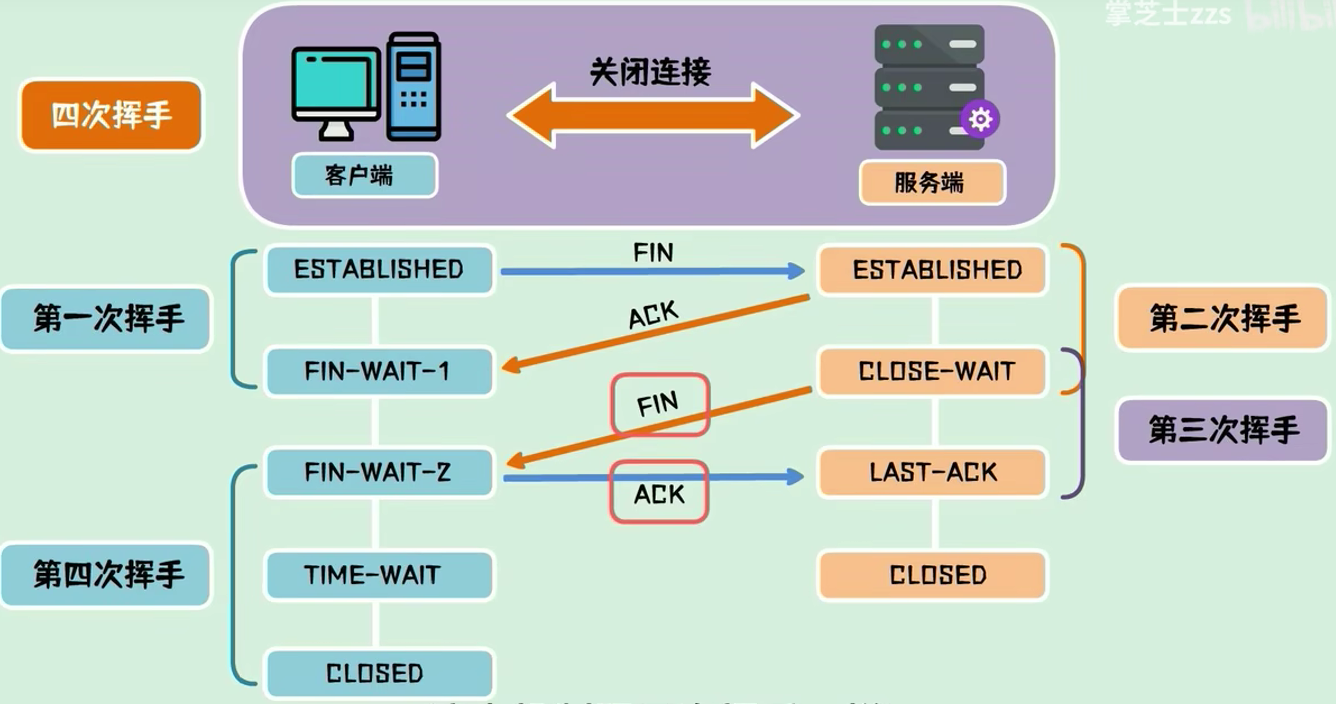 掌芝士zzs
bilibili
关闭连接
四次挥手
客户端
服务端
ESTABLISHED
FIN
ESTABLISHED
第一次挥手
ACK
第二次挥手
FIN-WAIT-1
CLOSE-WAIT
FIN
第三次挥手
FIN-WAIT-2
LAST-ACK
ACK
第四次挥手
TIME-WAIT
CLOSED
CLOSED